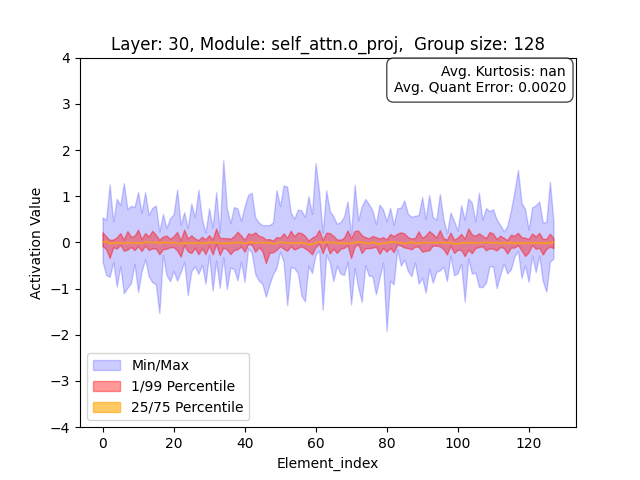 Layer: 30, Module: self_attn.o_proj,  Group size: 128
Avg. Kurtosis: nan
Avg. Quant Error: 0.0020
4
3
2
1
0
−1
−2
−3
−4
Activation Value
Min/Max
1/99 Percentile
25/75 Percentile
0 20 40 60 80 100 120
Element_index